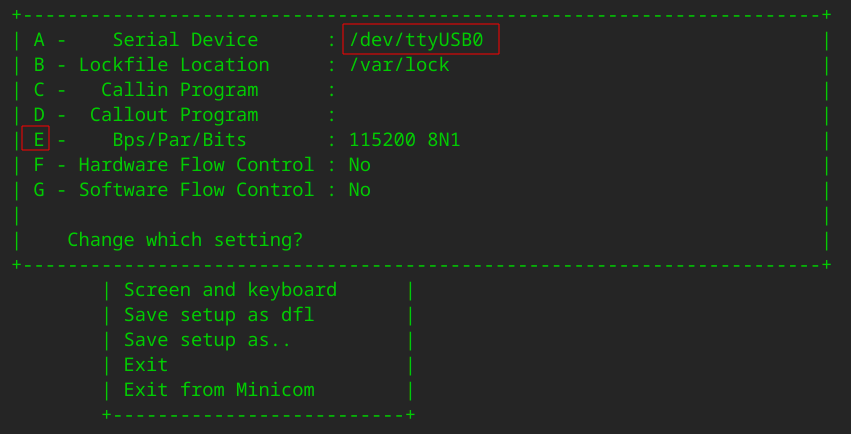 +-----------------------------------------------------------------------+
| A -    Serial Device      : /dev/ttyUSB0                              |
| B - Lockfile Location     : /var/lock                                 |
| C -   Callin Program      :                                           |
| D -  Callout Program      :                                           |
| E -    Bps/Par/Bits       : 115200 8N1                                |
| F - Hardware Flow Control : No                                        |
| G - Software Flow Control : No                                        |
|                                                                       |
|    Change which setting?                                              |
+-----------------------------------------------------------------------+
        | Screen and keyboard      |
        | Save setup as dfl        |
        | Save setup as..          |
        | Exit                     |
        | Exit from Minicom        |
        +--------------------------+